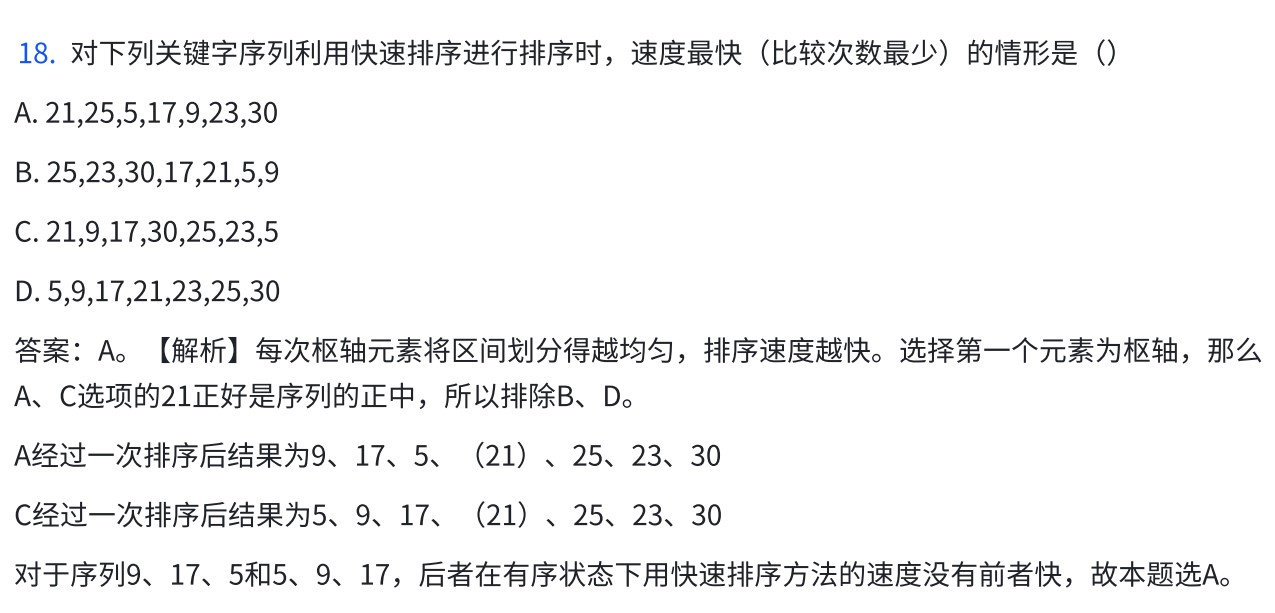 18. 对下列关键字序列利用快速排序进行排序时，速度最快（比较次数最少）的情形是（）
A. 21,25,5,17,9,23,30
B. 25,23,30,17,21,5,9
C. 21,9,17,30,25,23,5
D. 5,9,17,21,23,25,30
答案：A。【解析】每次枢轴元素将区间划分得越均匀，排序速度越快。选择第一个元素为枢轴，那么
A、C选项的21正好是序列的正中，所以排除B、D。
A经过一次排序后结果为9、17、5、（21）、25、23、30
C经过一次排序后结果为5、9、17、（21）、25、23、30
对于序列9、17、5和5、9、17，后者在有序状态下用快速排序方法的速度没有前者快，故本题选A。